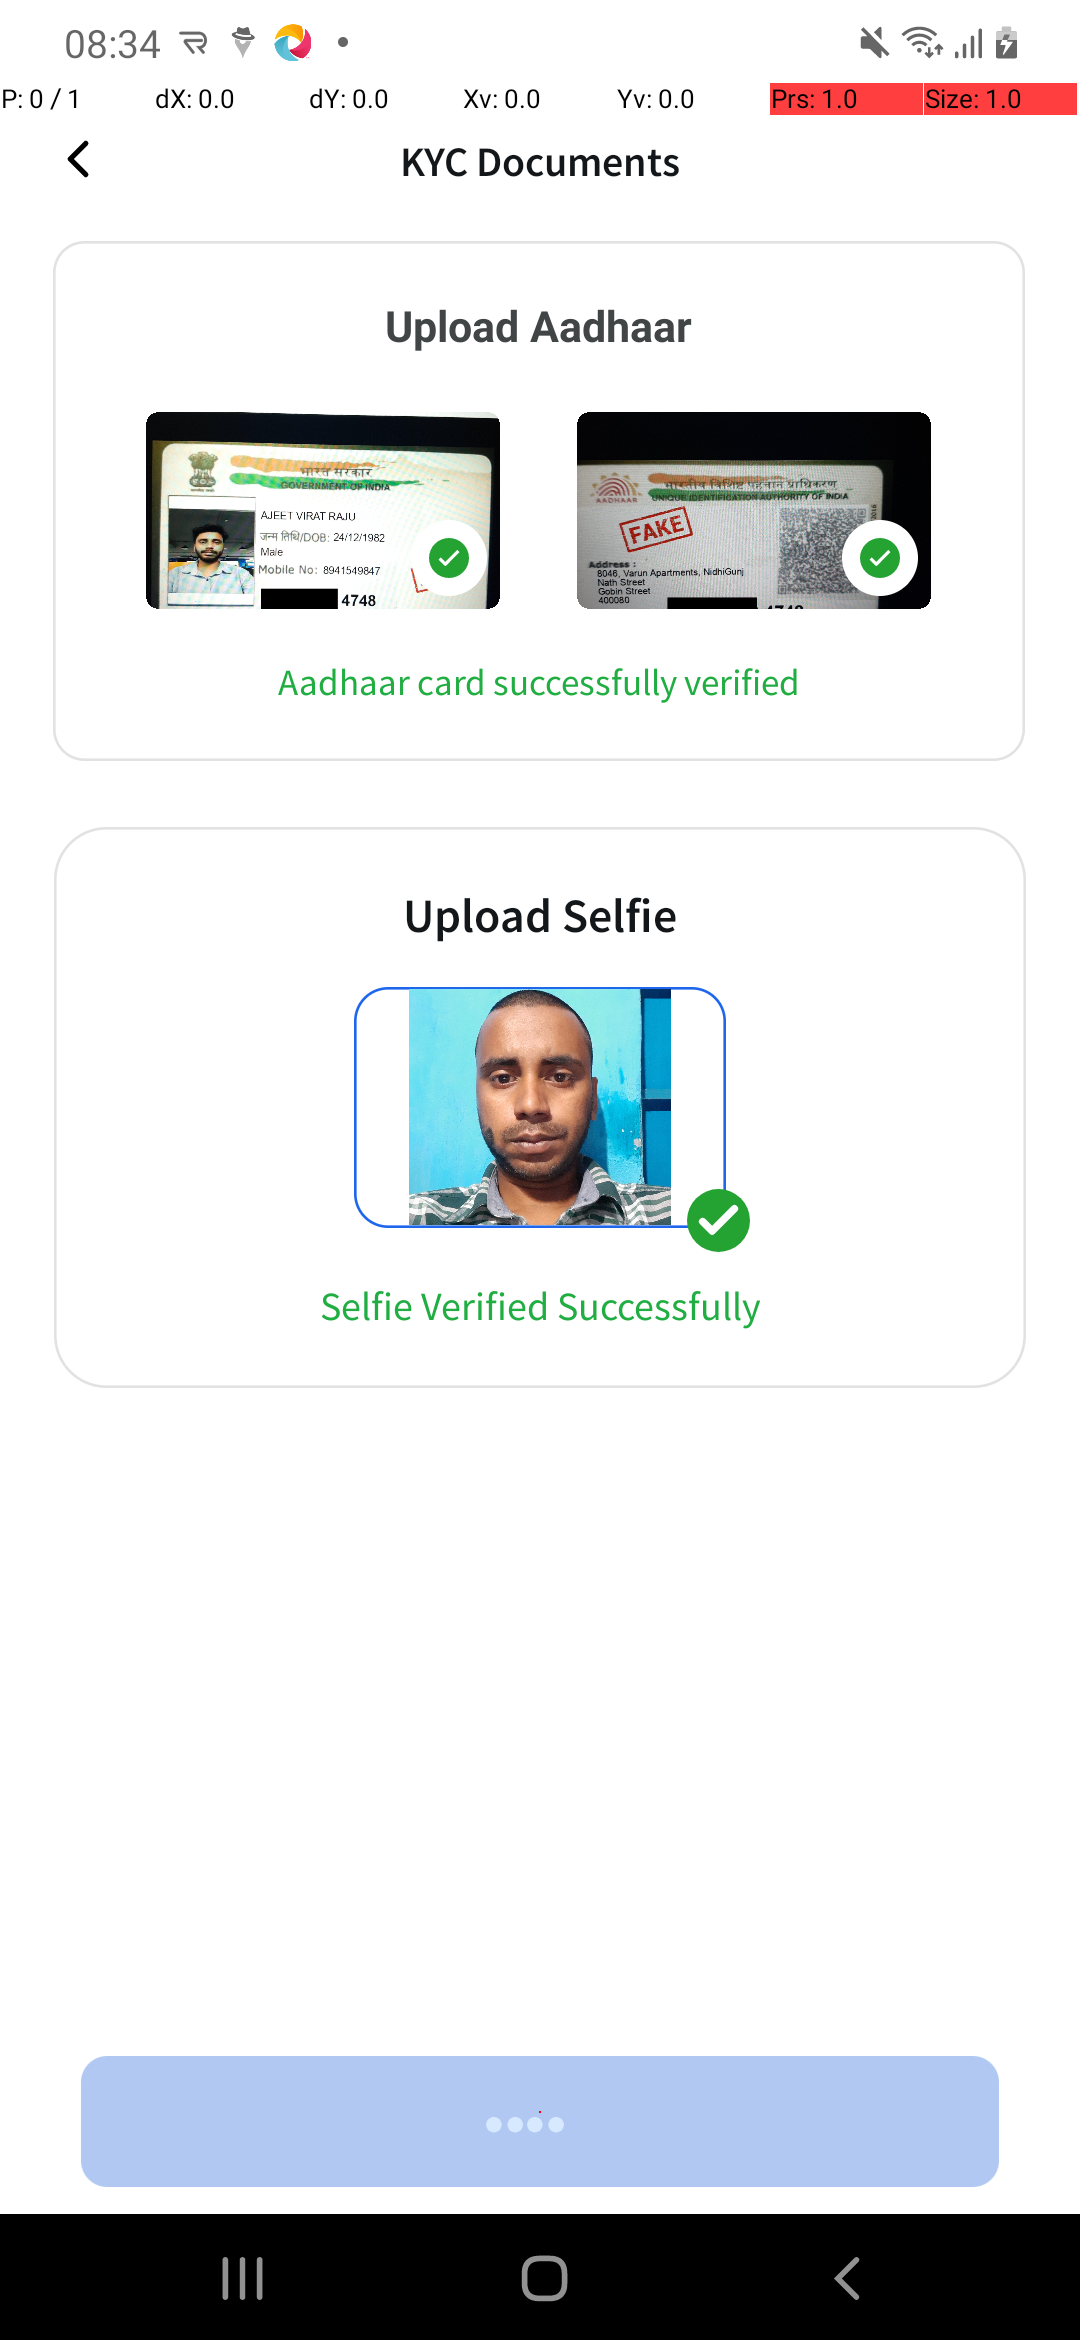 08:34
P: 0 / 1 dX: 0.0 dY: 0.0 Xv: 0.0 Yv: 0.0 Prs: 1.0 Size: 1.0
KYC Documents
Upload Aadhaar
भारत सरकार
GOVERNMENT OF INDIA
AJEET VIRAT RAJU
जन्म तिथि/DOB: 24/12/1982
Male
Mobile No: 8941549847
4748
भारतीय विशिष्ट पहचान प्राधिकरण
AADHAAR
UNIQUE IDENTIFICATION AUTHORITY OF INDIA
FAKE
Address :
8046, Varun Apartments, NidhiGunj
Nath Street
Gobin Street
400080
4748
Aadhaar card successfully verified
Upload Selfie
Selfie Verified Successfully